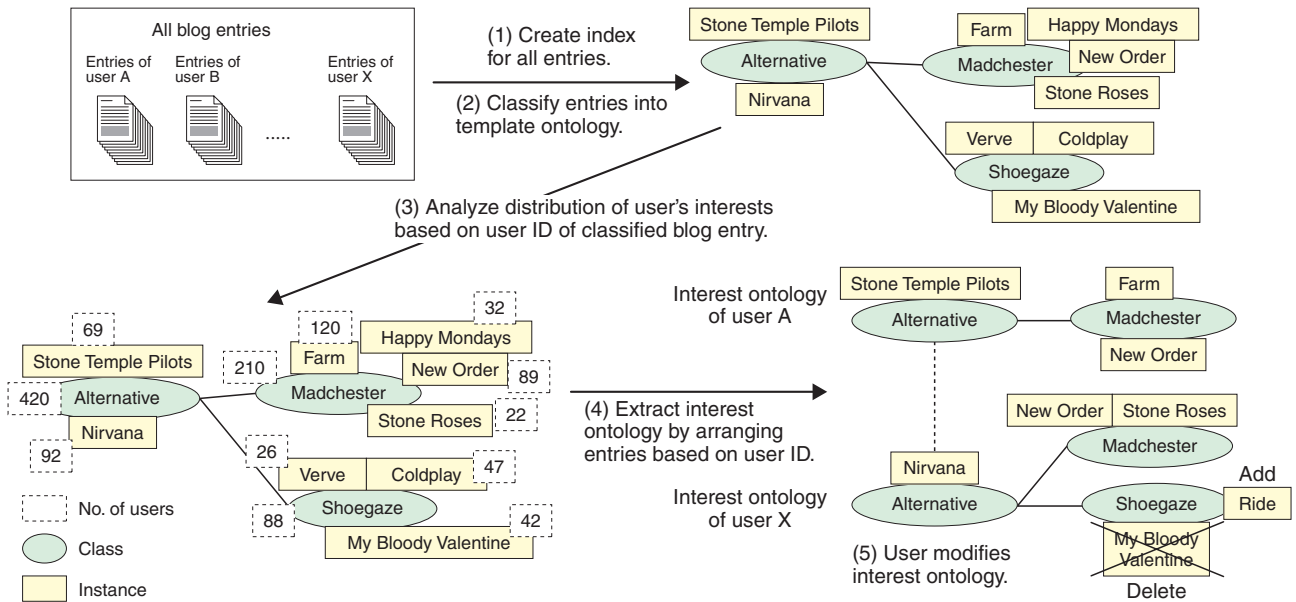 All blog entries
Entries of
user A
Entries of
user B
Entries of
user X
.....
(1) Create index
for all entries.
(2) Classify entries into
template ontology.
Stone Temple Pilots
Alternative
Nirvana
Farm
Happy Mondays
Madchester
New Order
Stone Roses
Verve
Coldplay
Shoegaze
My Bloody Valentine
(3) Analyze distribution of user's interests
based on user ID of classified blog entry.
69
Stone Temple Pilots
420
Alternative
Nirvana
92
120
32
Happy Mondays
Farm
210
New Order
89
Madchester
Stone Roses
22
26
Verve
Coldplay
47
88
Shoegaze
42
My Bloody Valentine
No. of users
Class
Instance
(4) Extract interest
ontology by arranging
entries based on user ID.
Interest ontology
of user A
Stone Temple Pilots
Alternative
Farm
Madchester
New Order
Interest ontology
of user X
Nirvana
Alternative
New Order
Stone Roses
Madchester
Shoegaze
Add
Ride
My Bloody
Valentine
Delete
(5) User modifies
interest ontology.